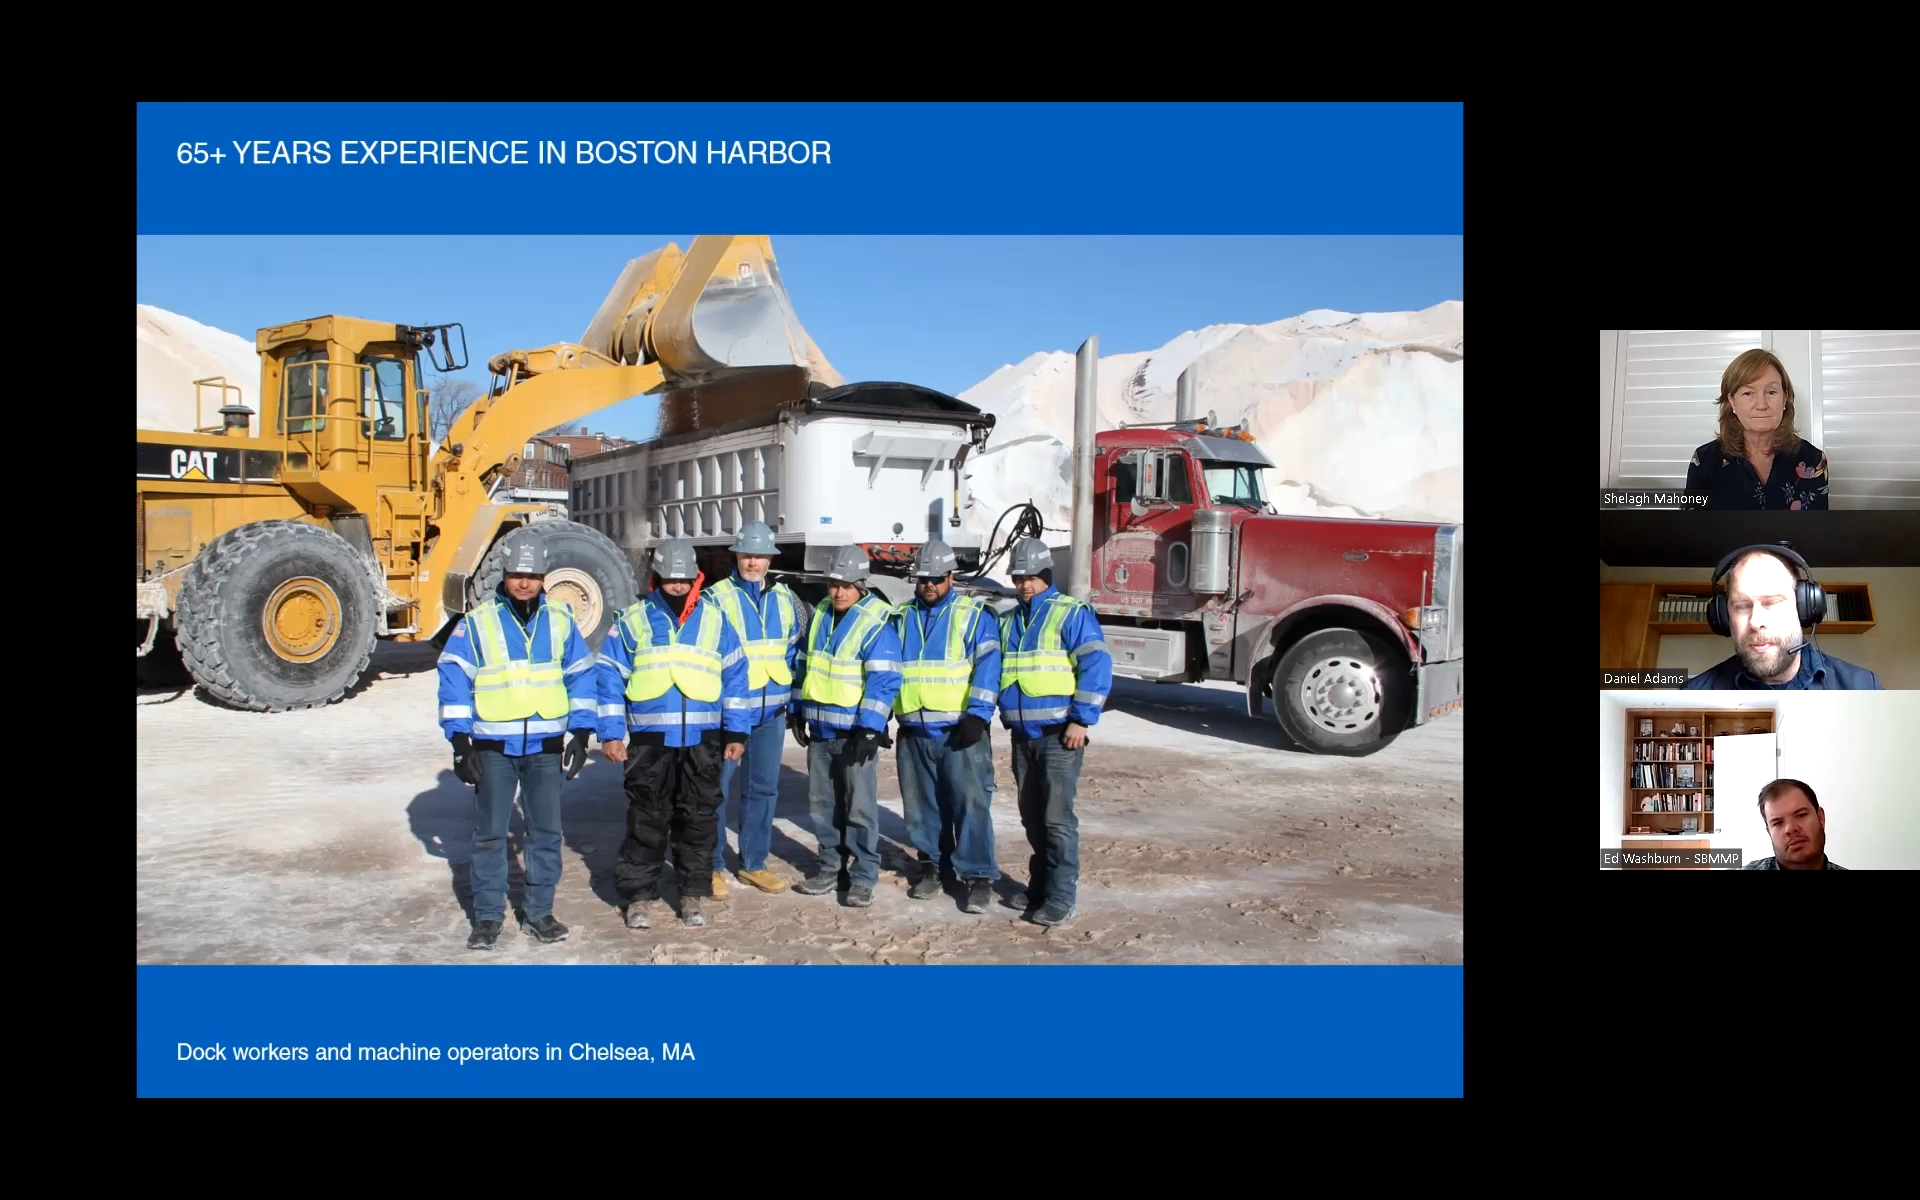 65+ YEARS EXPERIENCE IN BOSTON HARBOR
CAT
Dock workers and machine operators in Chelsea, MA
Shelagh Mahoney
Daniel Adams
Ed Washburn - SBMMP